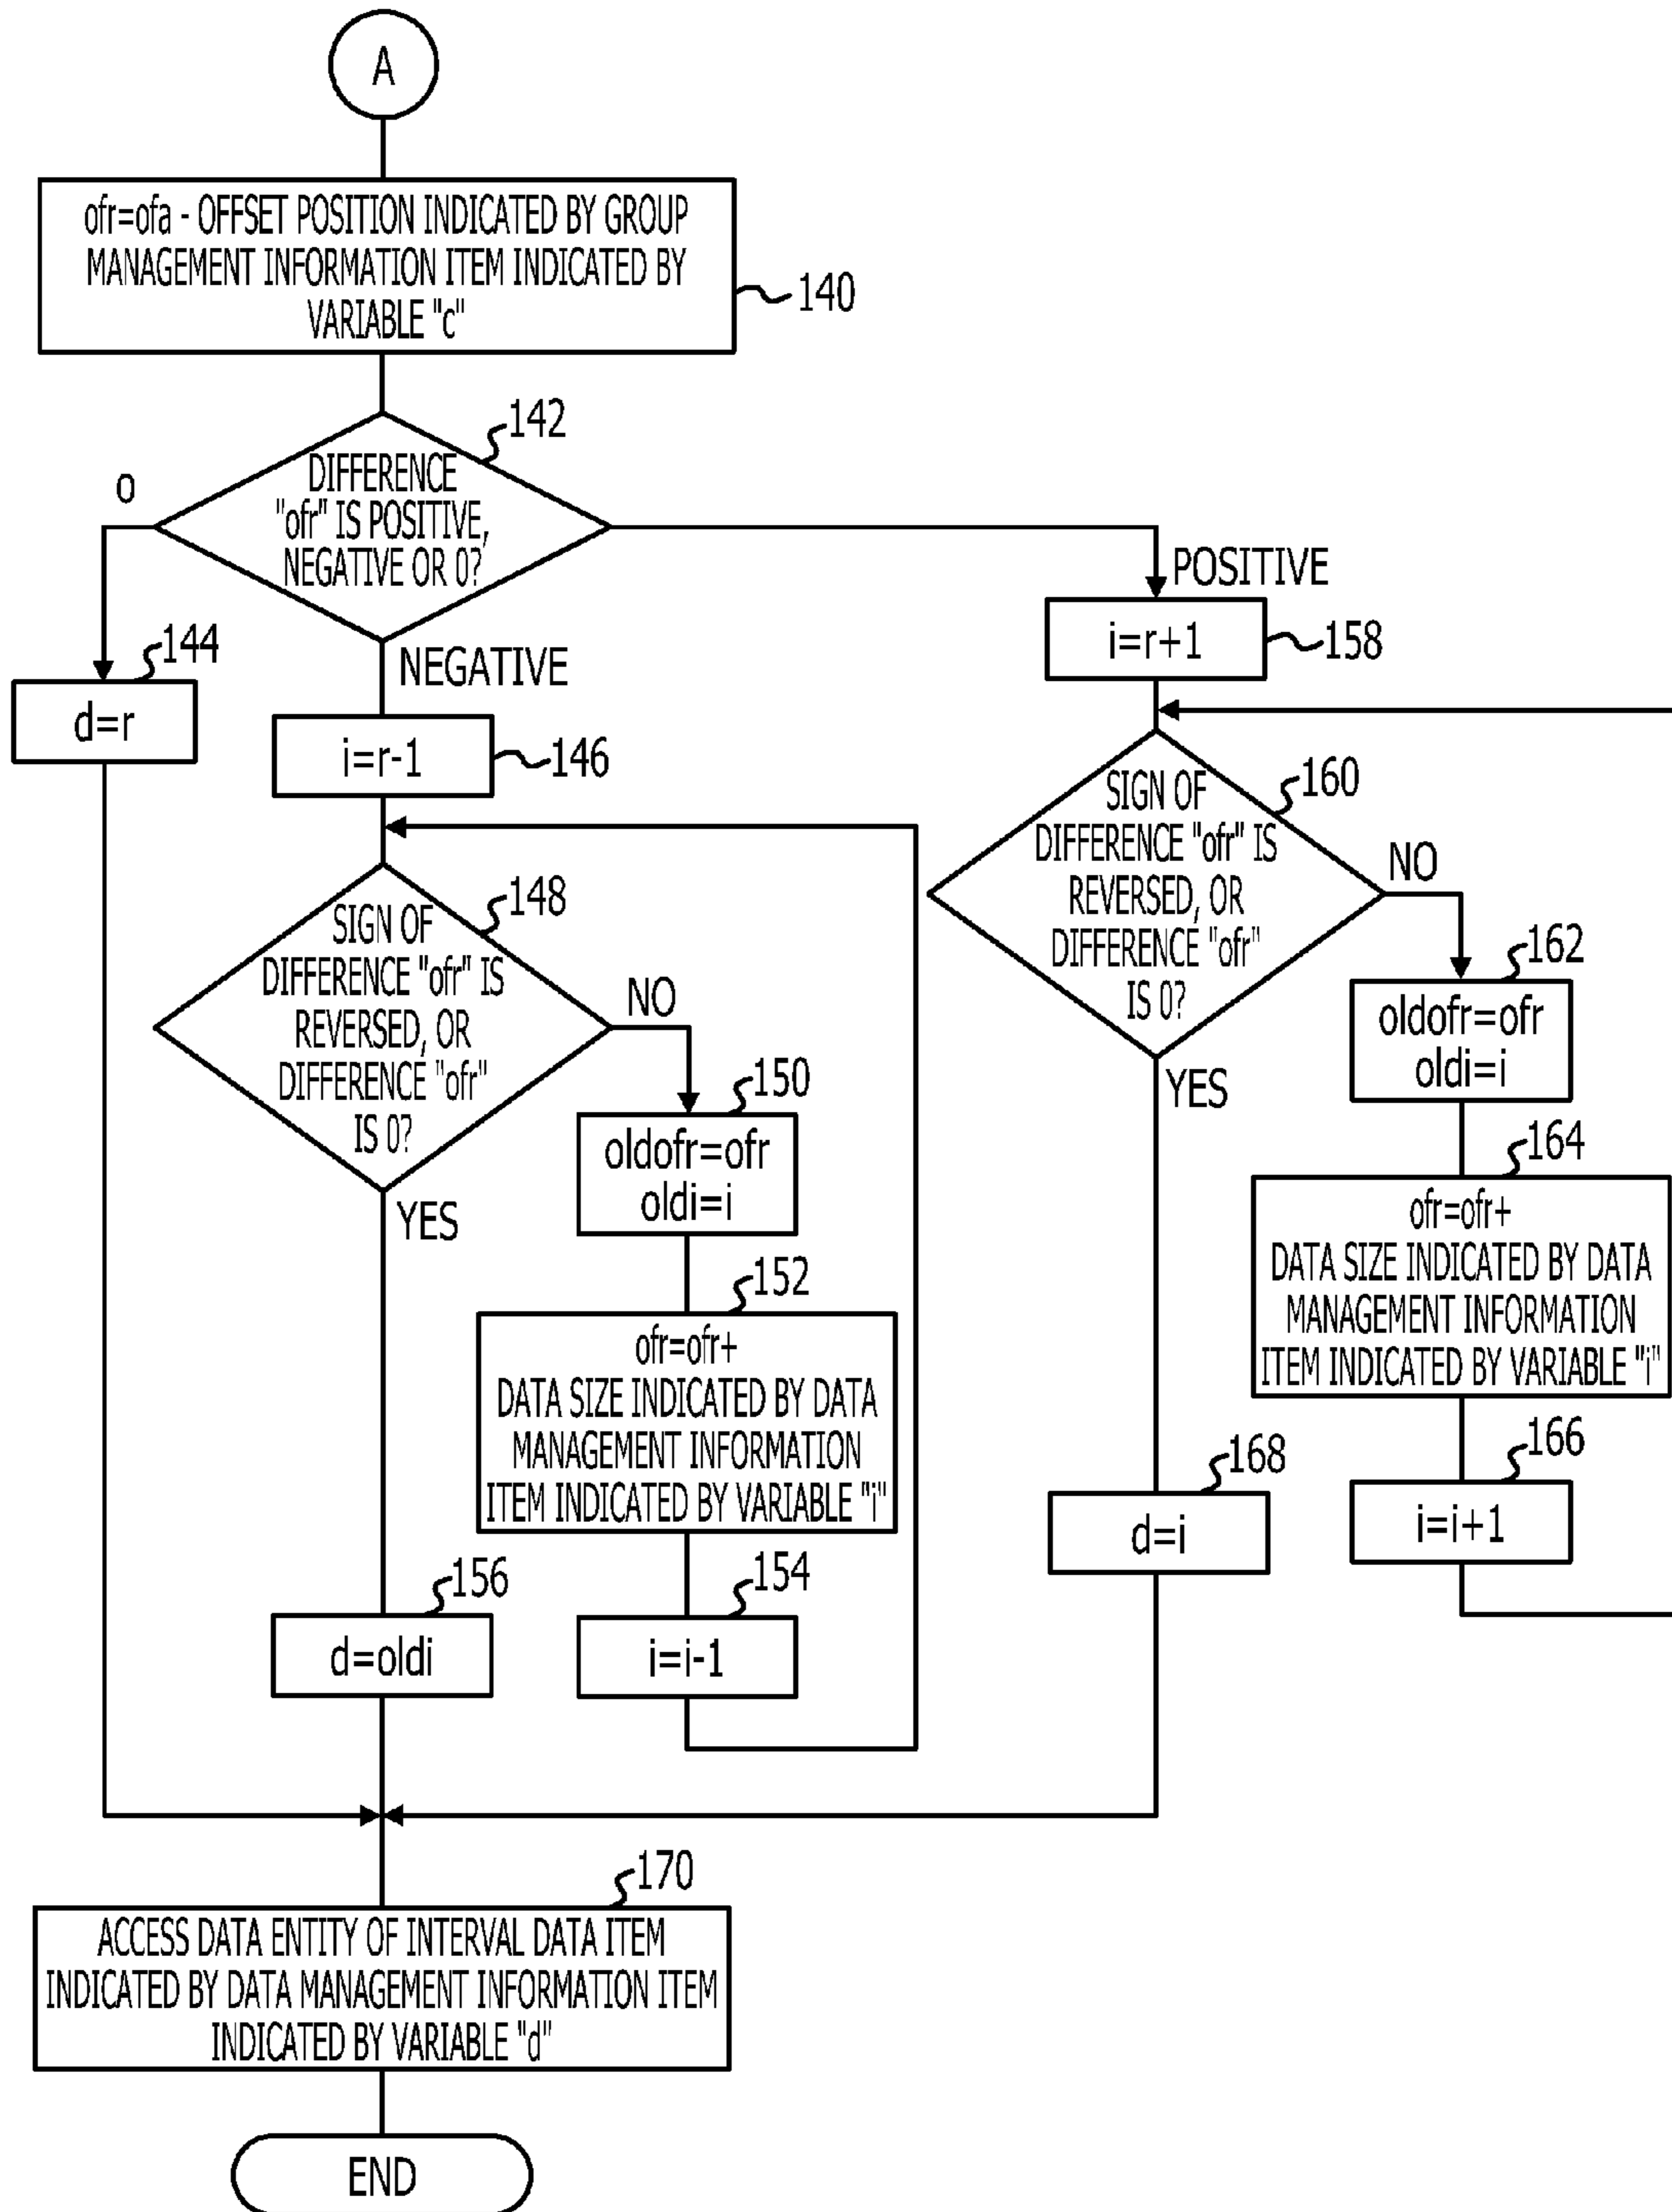 A
ofr=ofa - OFFSET POSITION INDICATED BY GROUP
MANAGEMENT INFORMATION ITEM INDICATED BY
VARIABLE "c"
140
142
DIFFERENCE
"ofr" IS POSITIVE,
NEGATIVE OR 0?
o
POSITIVE
NEGATIVE
144
d=r
i=r-1
146
i=r+1
158
148
SIGN OF
DIFFERENCE "ofr" IS
REVERSED, OR
DIFFERENCE "ofr"
IS 0?
NO
YES
150
oldofr=ofr
oldi=i
152
ofr=ofr+
DATA SIZE INDICATED BY DATA
MANAGEMENT INFORMATION
ITEM INDICATED BY VARIABLE "i"
154
i=i-1
156
d=oldi
160
SIGN OF
DIFFERENCE "ofr" IS
REVERSED, OR
DIFFERENCE "ofr"
IS 0?
NO
YES
162
oldofr=ofr
oldi=i
164
ofr=ofr+
DATA SIZE INDICATED BY DATA
MANAGEMENT INFORMATION
ITEM INDICATED BY VARIABLE "i"
166
i=i+1
168
d=i
170
ACCESS DATA ENTITY OF INTERVAL DATA ITEM
INDICATED BY DATA MANAGEMENT INFORMATION ITEM
INDICATED BY VARIABLE "d"
END